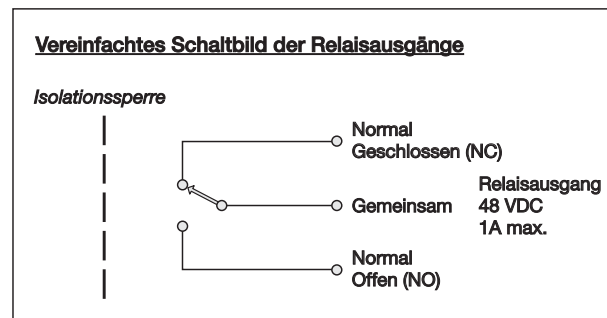 Vereinfachtes Schaltbild der Relaisausgänge
Isolationssperre
Normal
Geschlossen (NC)
Gemeinsam
Relaisausgang
48 VDC
1A max.
Normal
Offen (NO)